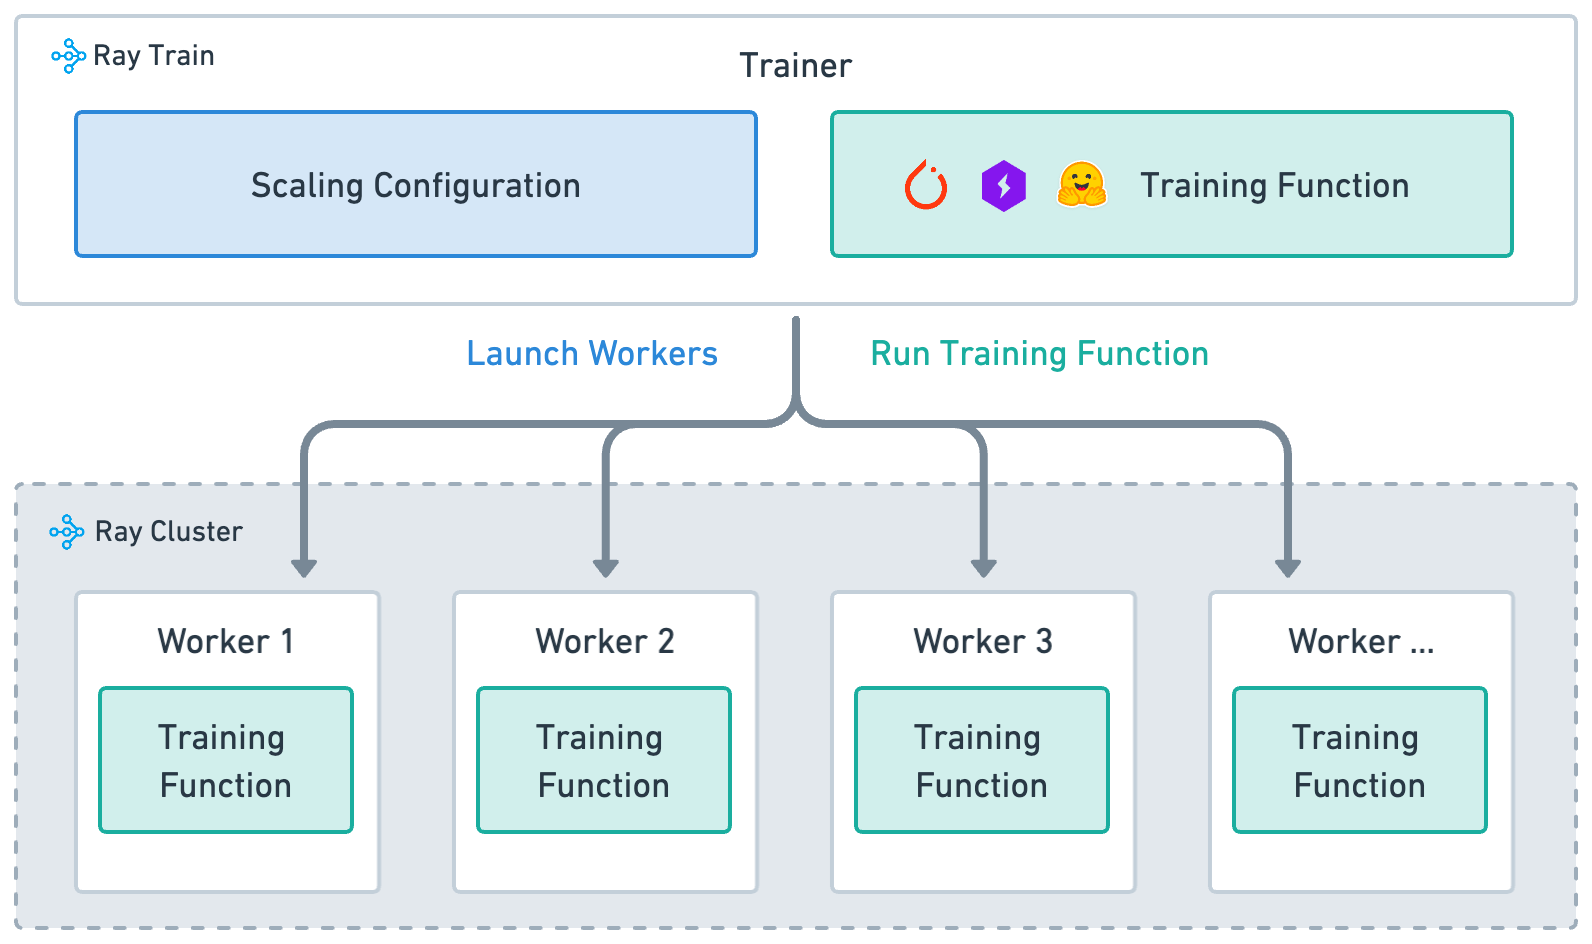 Ray Train
Trainer
Scaling Configuration
Training Function
Launch Workers
Run Training Function
Ray Cluster
Worker 1
Training
Function
Worker 2
Training
Function
Worker 3
Training
Function
Worker ...
Training
Function